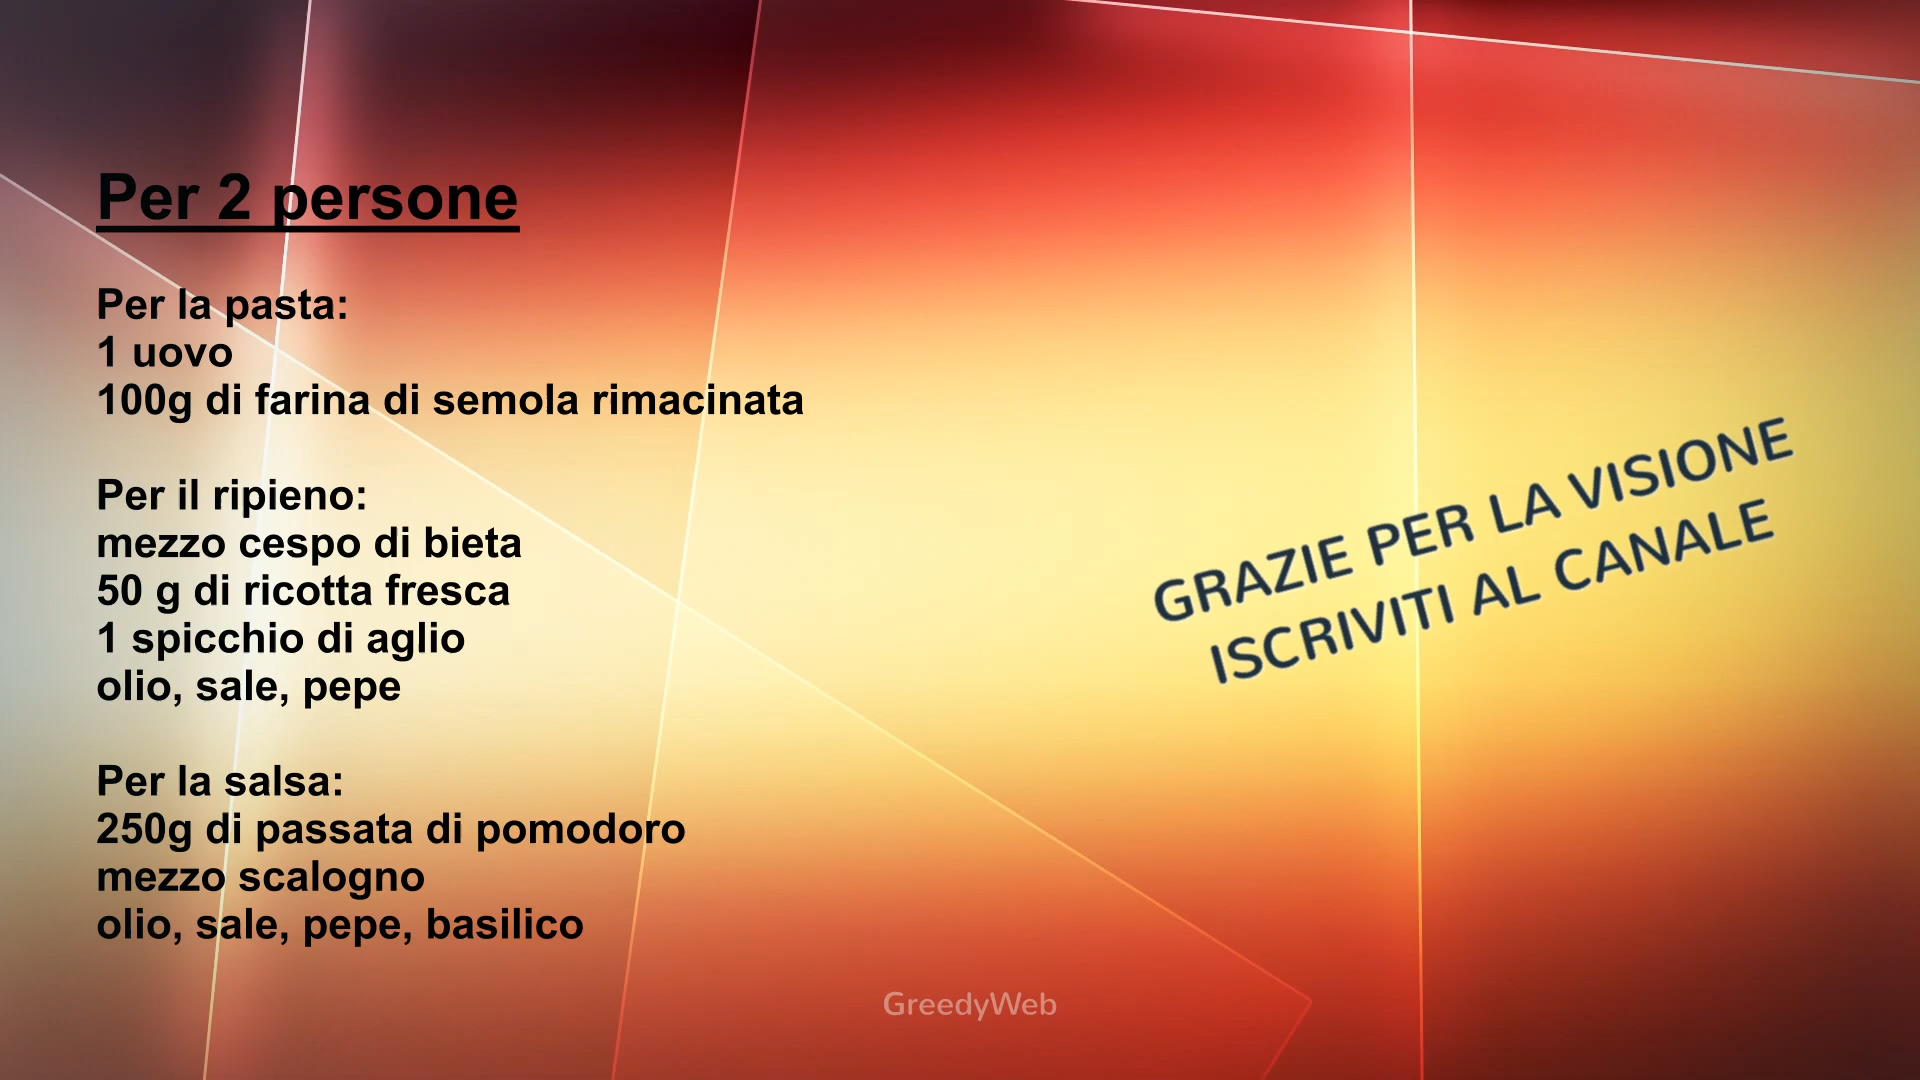 Per 2 persone
Per la pasta:
1 uovo
100g di farina di semola rimacinata
Per il ripieno:
mezzo cespo di bieta
50 g di ricotta fresca
1 spicchio di aglio
olio, sale, pepe
Per la salsa:
250g di passata di pomodoro
mezzo scalogno
olio, sale, pepe, basilico
GRAZIE PER LA VISIONE
ISCRIVITI AL CANALE
GreedyWeb